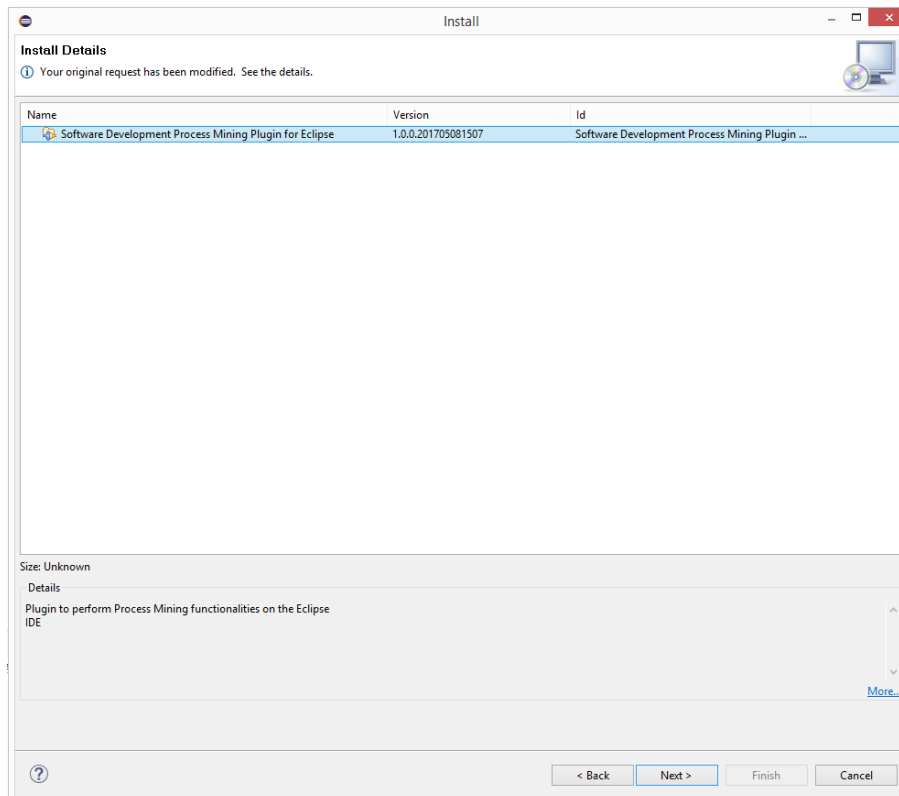 Install
Install Details
Your original request has been modified. See the details.
Name Version Id
Software Development Process Mining Plugin for Eclipse 1.0.0.201705081507 Software Development Process Mining Plugin ...
Size: Unknown
Details
Plugin to perform Process Mining functionalities on the Eclipse
IDE
More..
< Back Next > Finish Cancel